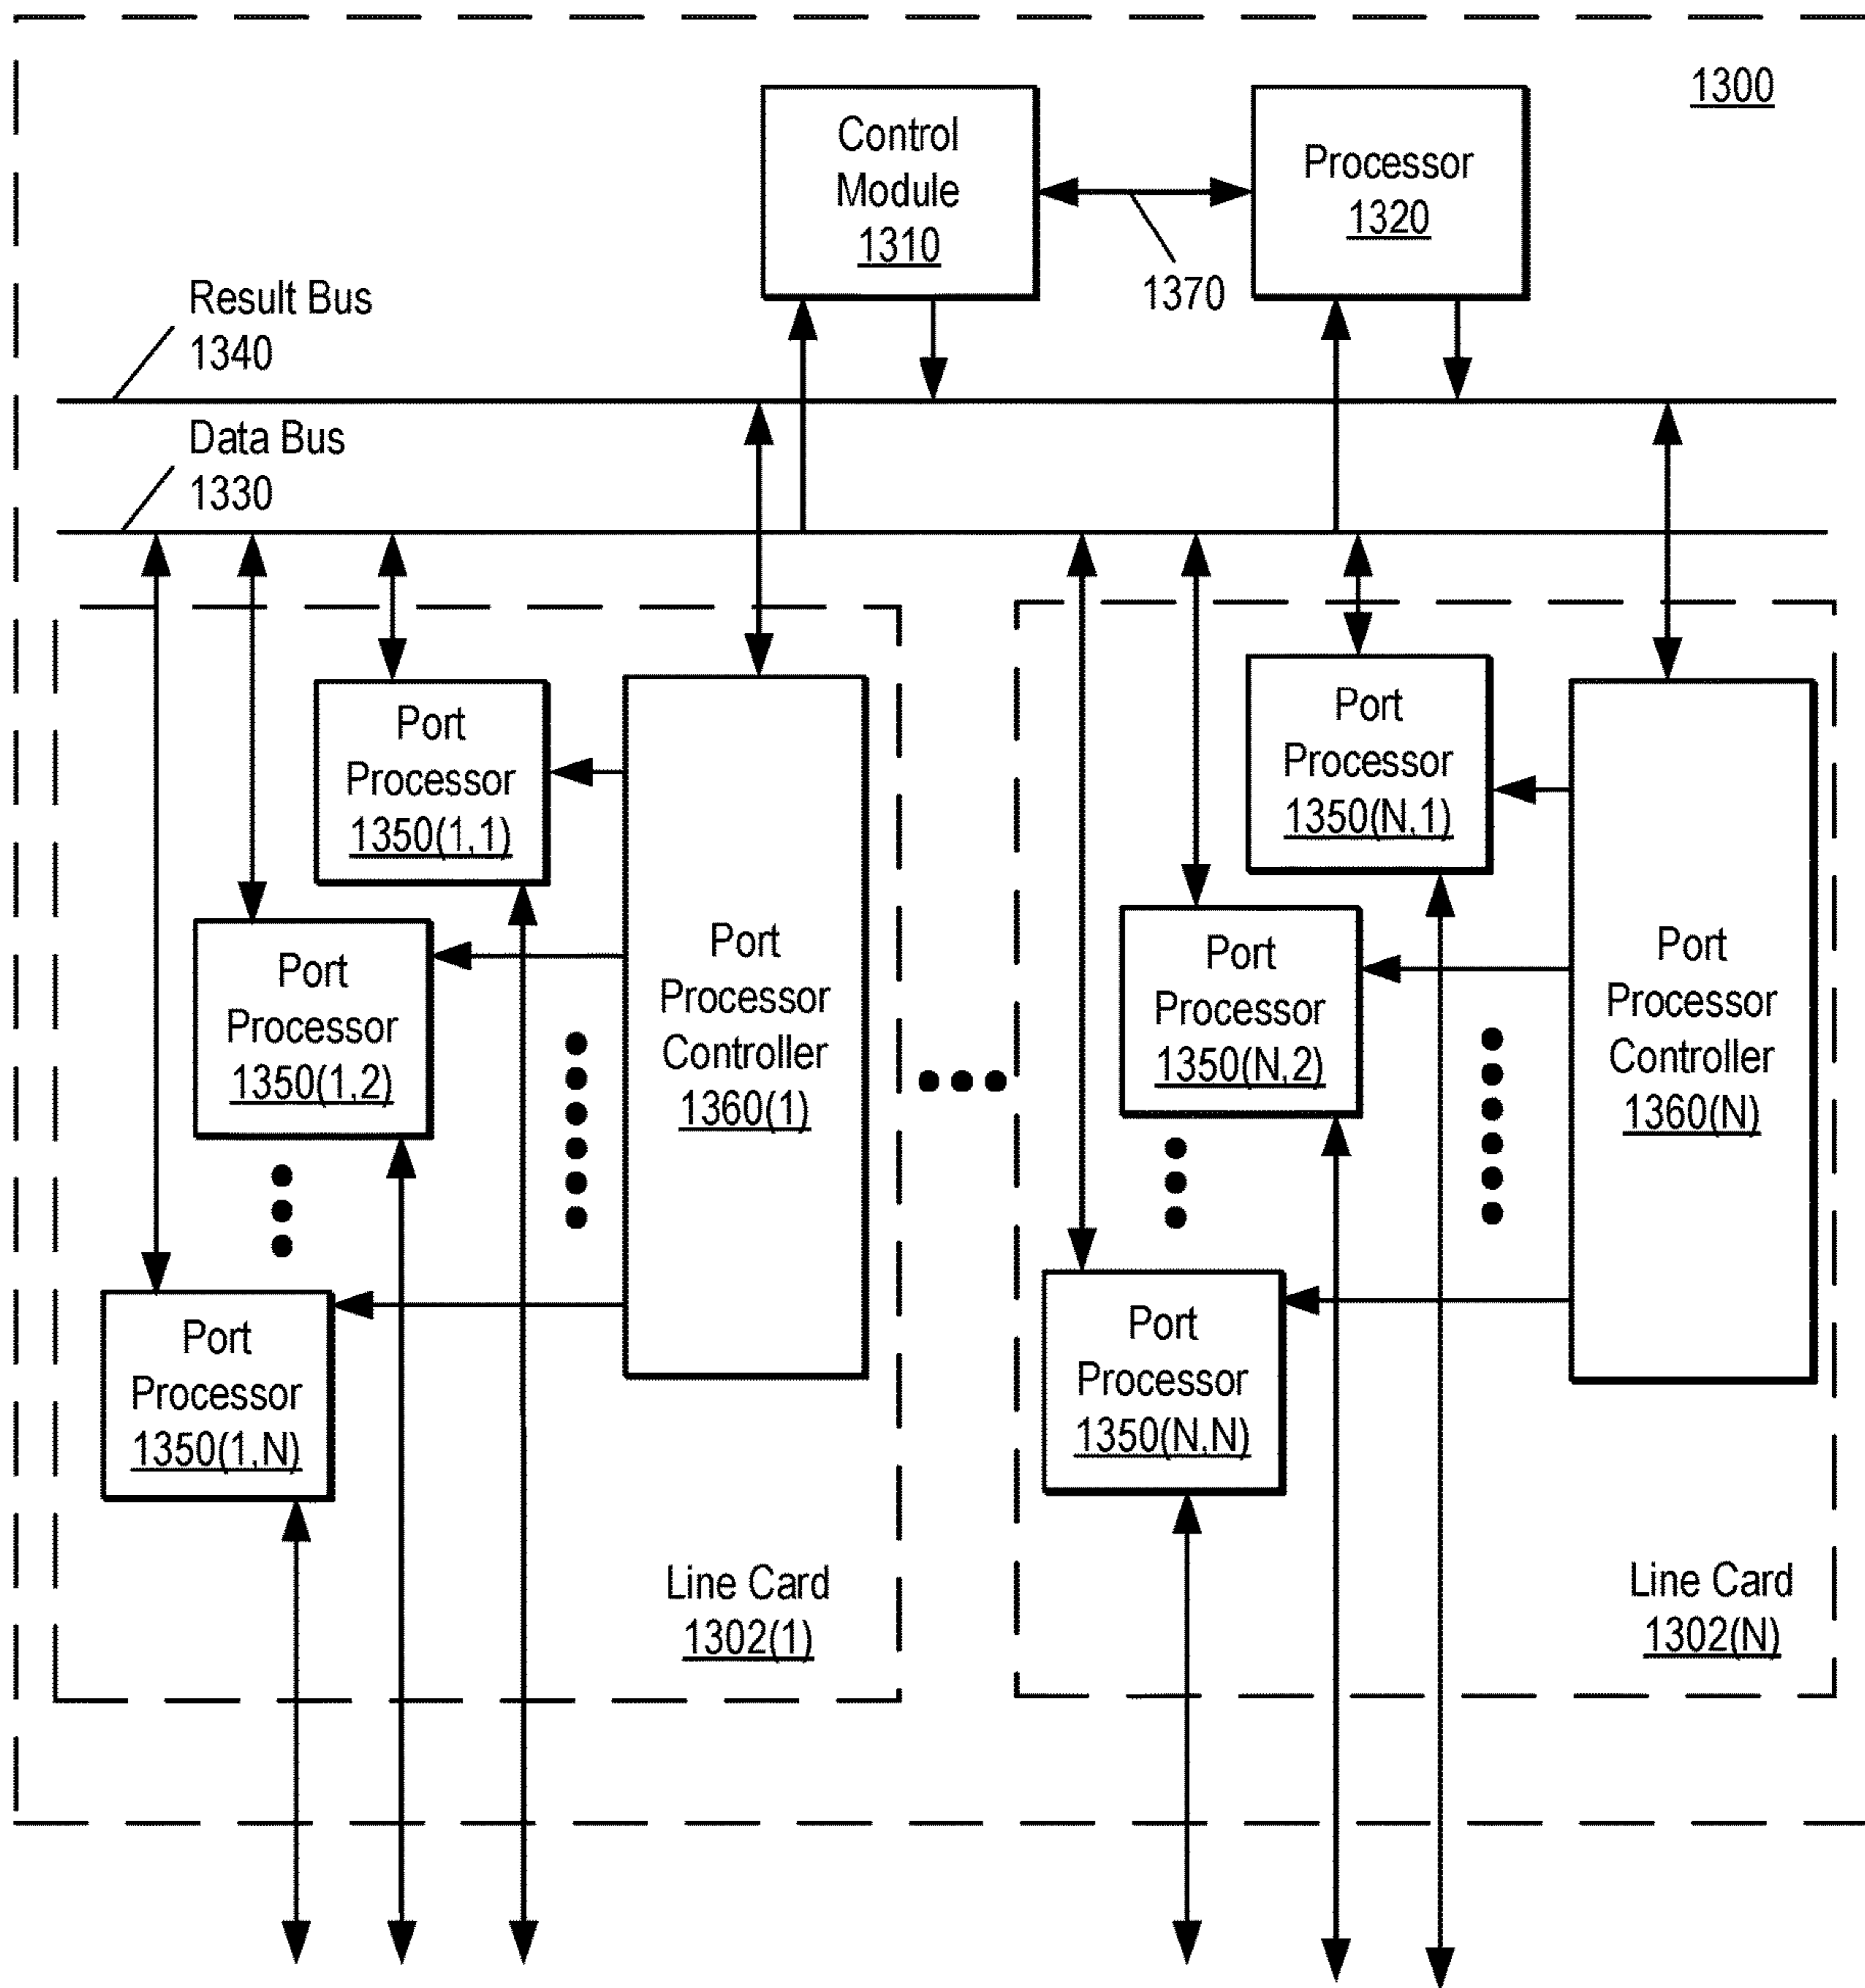 1300
Control
Module
1310
Processor
1320
1370
Result Bus
1340
Data Bus
1330
Port
Processor
1350(1,1)
Port
Processor
1350(1,2)
Port
Processor
1350(1,N)
Port
Processor
Controller
1360(1)
Line Card
1302(1)
Port
Processor
1350(N,1)
Port
Processor
1350(N,2)
Port
Processor
1350(N,N)
Port
Processor
Controller
1360(N)
Line Card
1302(N)